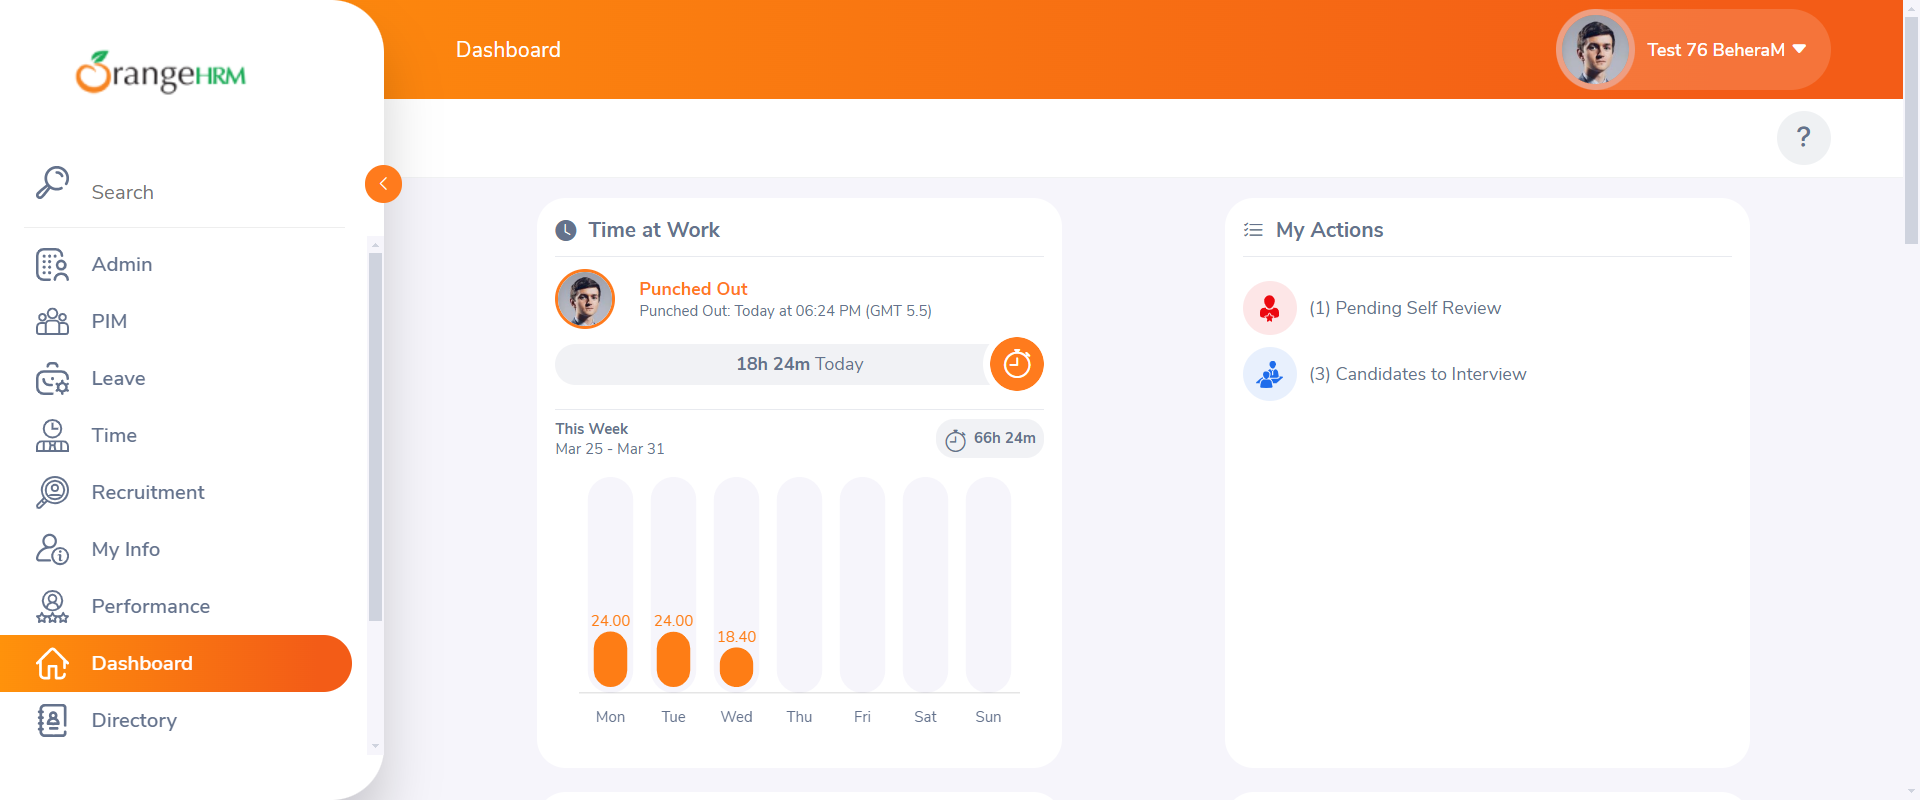 OrangeHRM
Search
Admin
PIM
Leave
Time
Recruitment
My Info
Performance
Dashboard
Directory
Dashboard
Test 76 BeheraM
?
Time at Work
Punched Out
Punched Out: Today at 06:24 PM (GMT 5.5)
18h 24m Today
This Week
Mar 25 - Mar 31
66h 24m
24.00 24.00 18.40
Mon Tue Wed Thu Fri Sat Sun
My Actions
(1) Pending Self Review
(3) Candidates to Interview